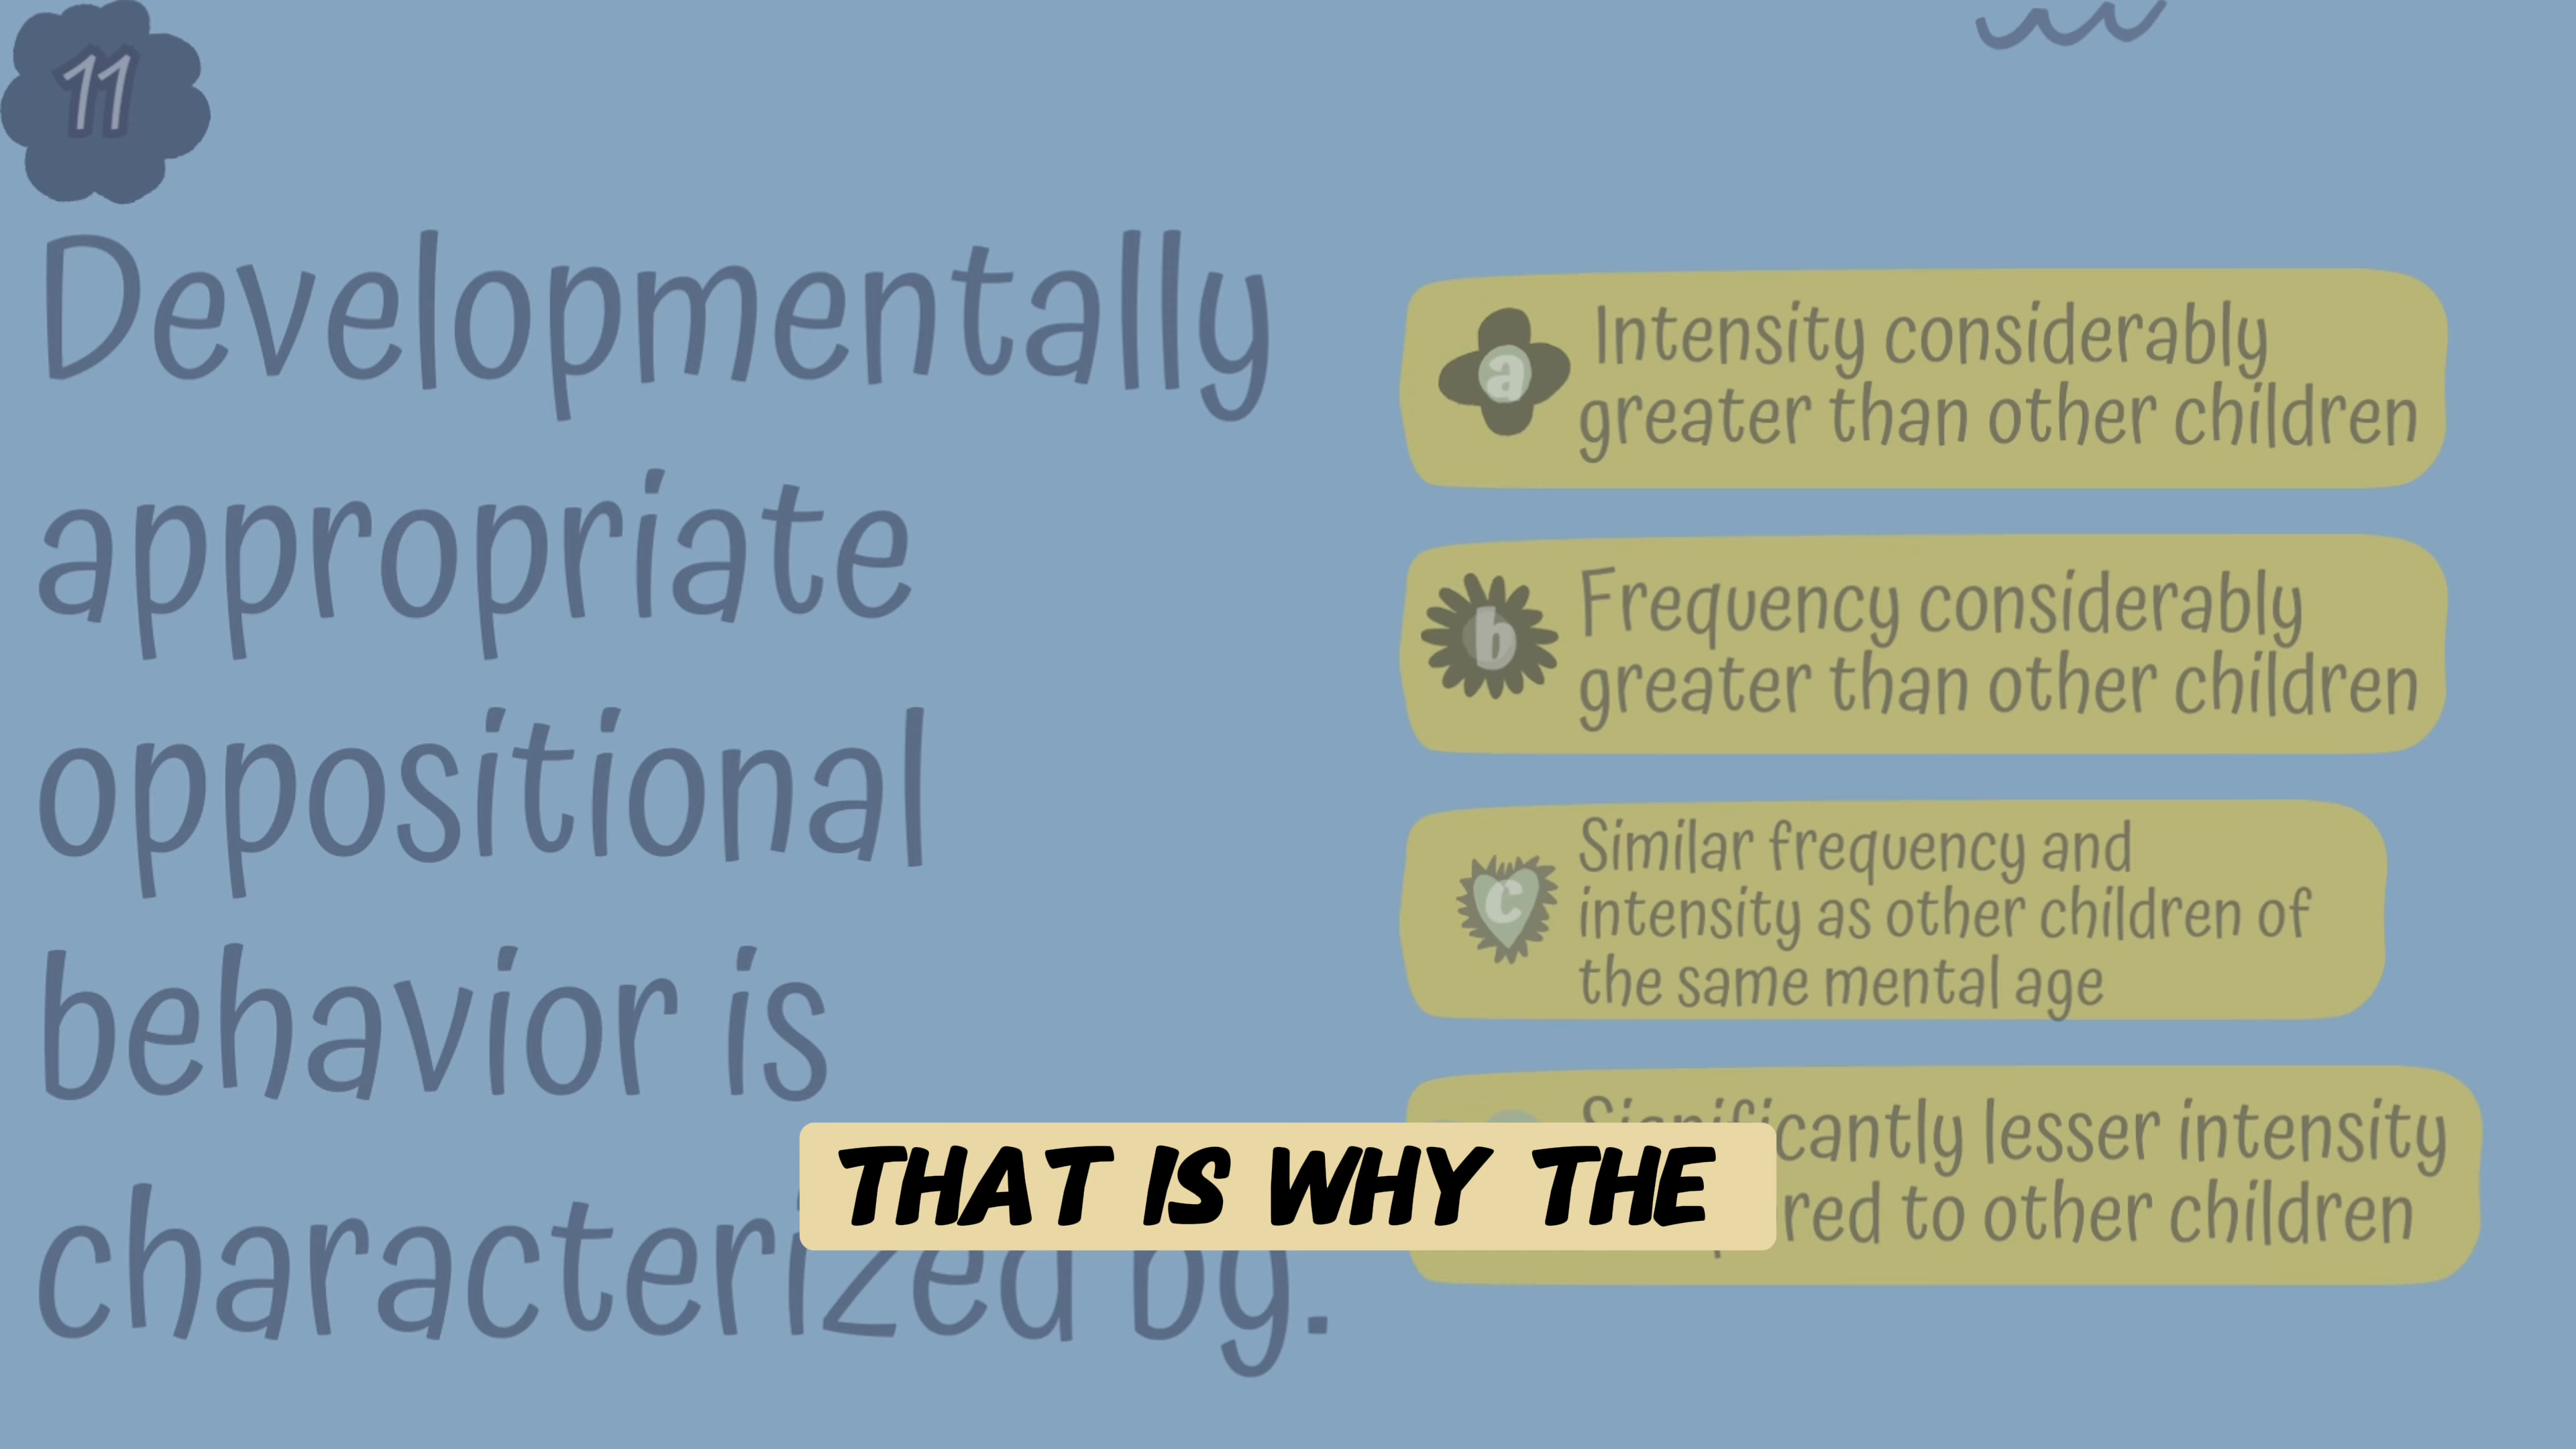 11
Developmentally
appropriate
oppositional
behavior is
characterized by:
a
Intensity considerably
greater than other children
b
Frequency considerably
greater than other children
c
Similar frequency and
intensity as other children of
the same mental age
Significantly lesser intensity
to other children
THAT IS WHY THE